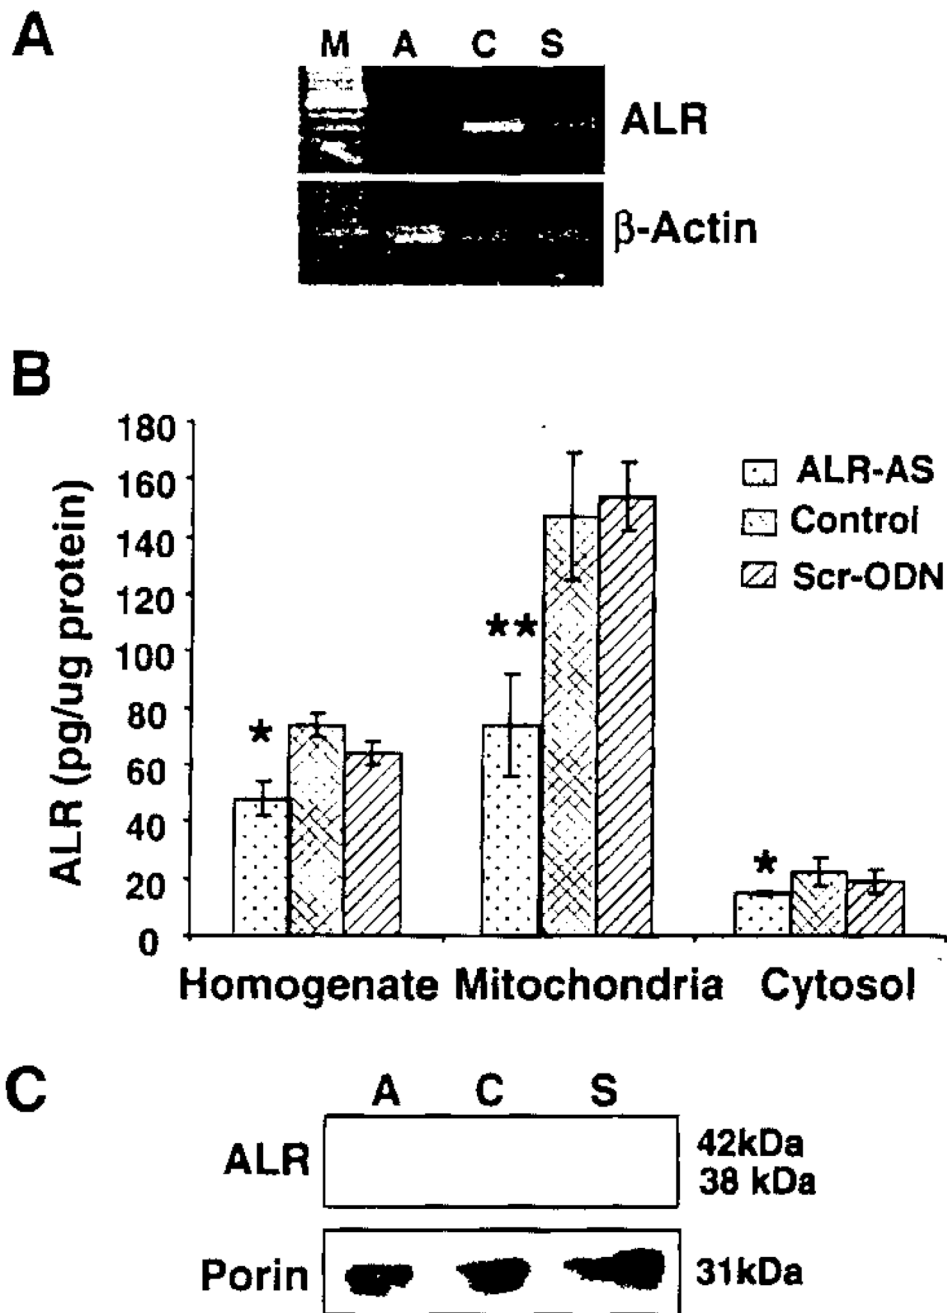 A
M A C S
ALR
β-Actin
B
ALR (pg/ug protein)
180
160
140
120
100
80
60
40
20
0
*
**
*
ALR-AS
Control
Scr-ODN
Homogenate Mitochondria Cytosol
C
A C S
ALR
42kDa
38 kDa
Porin
31kDa